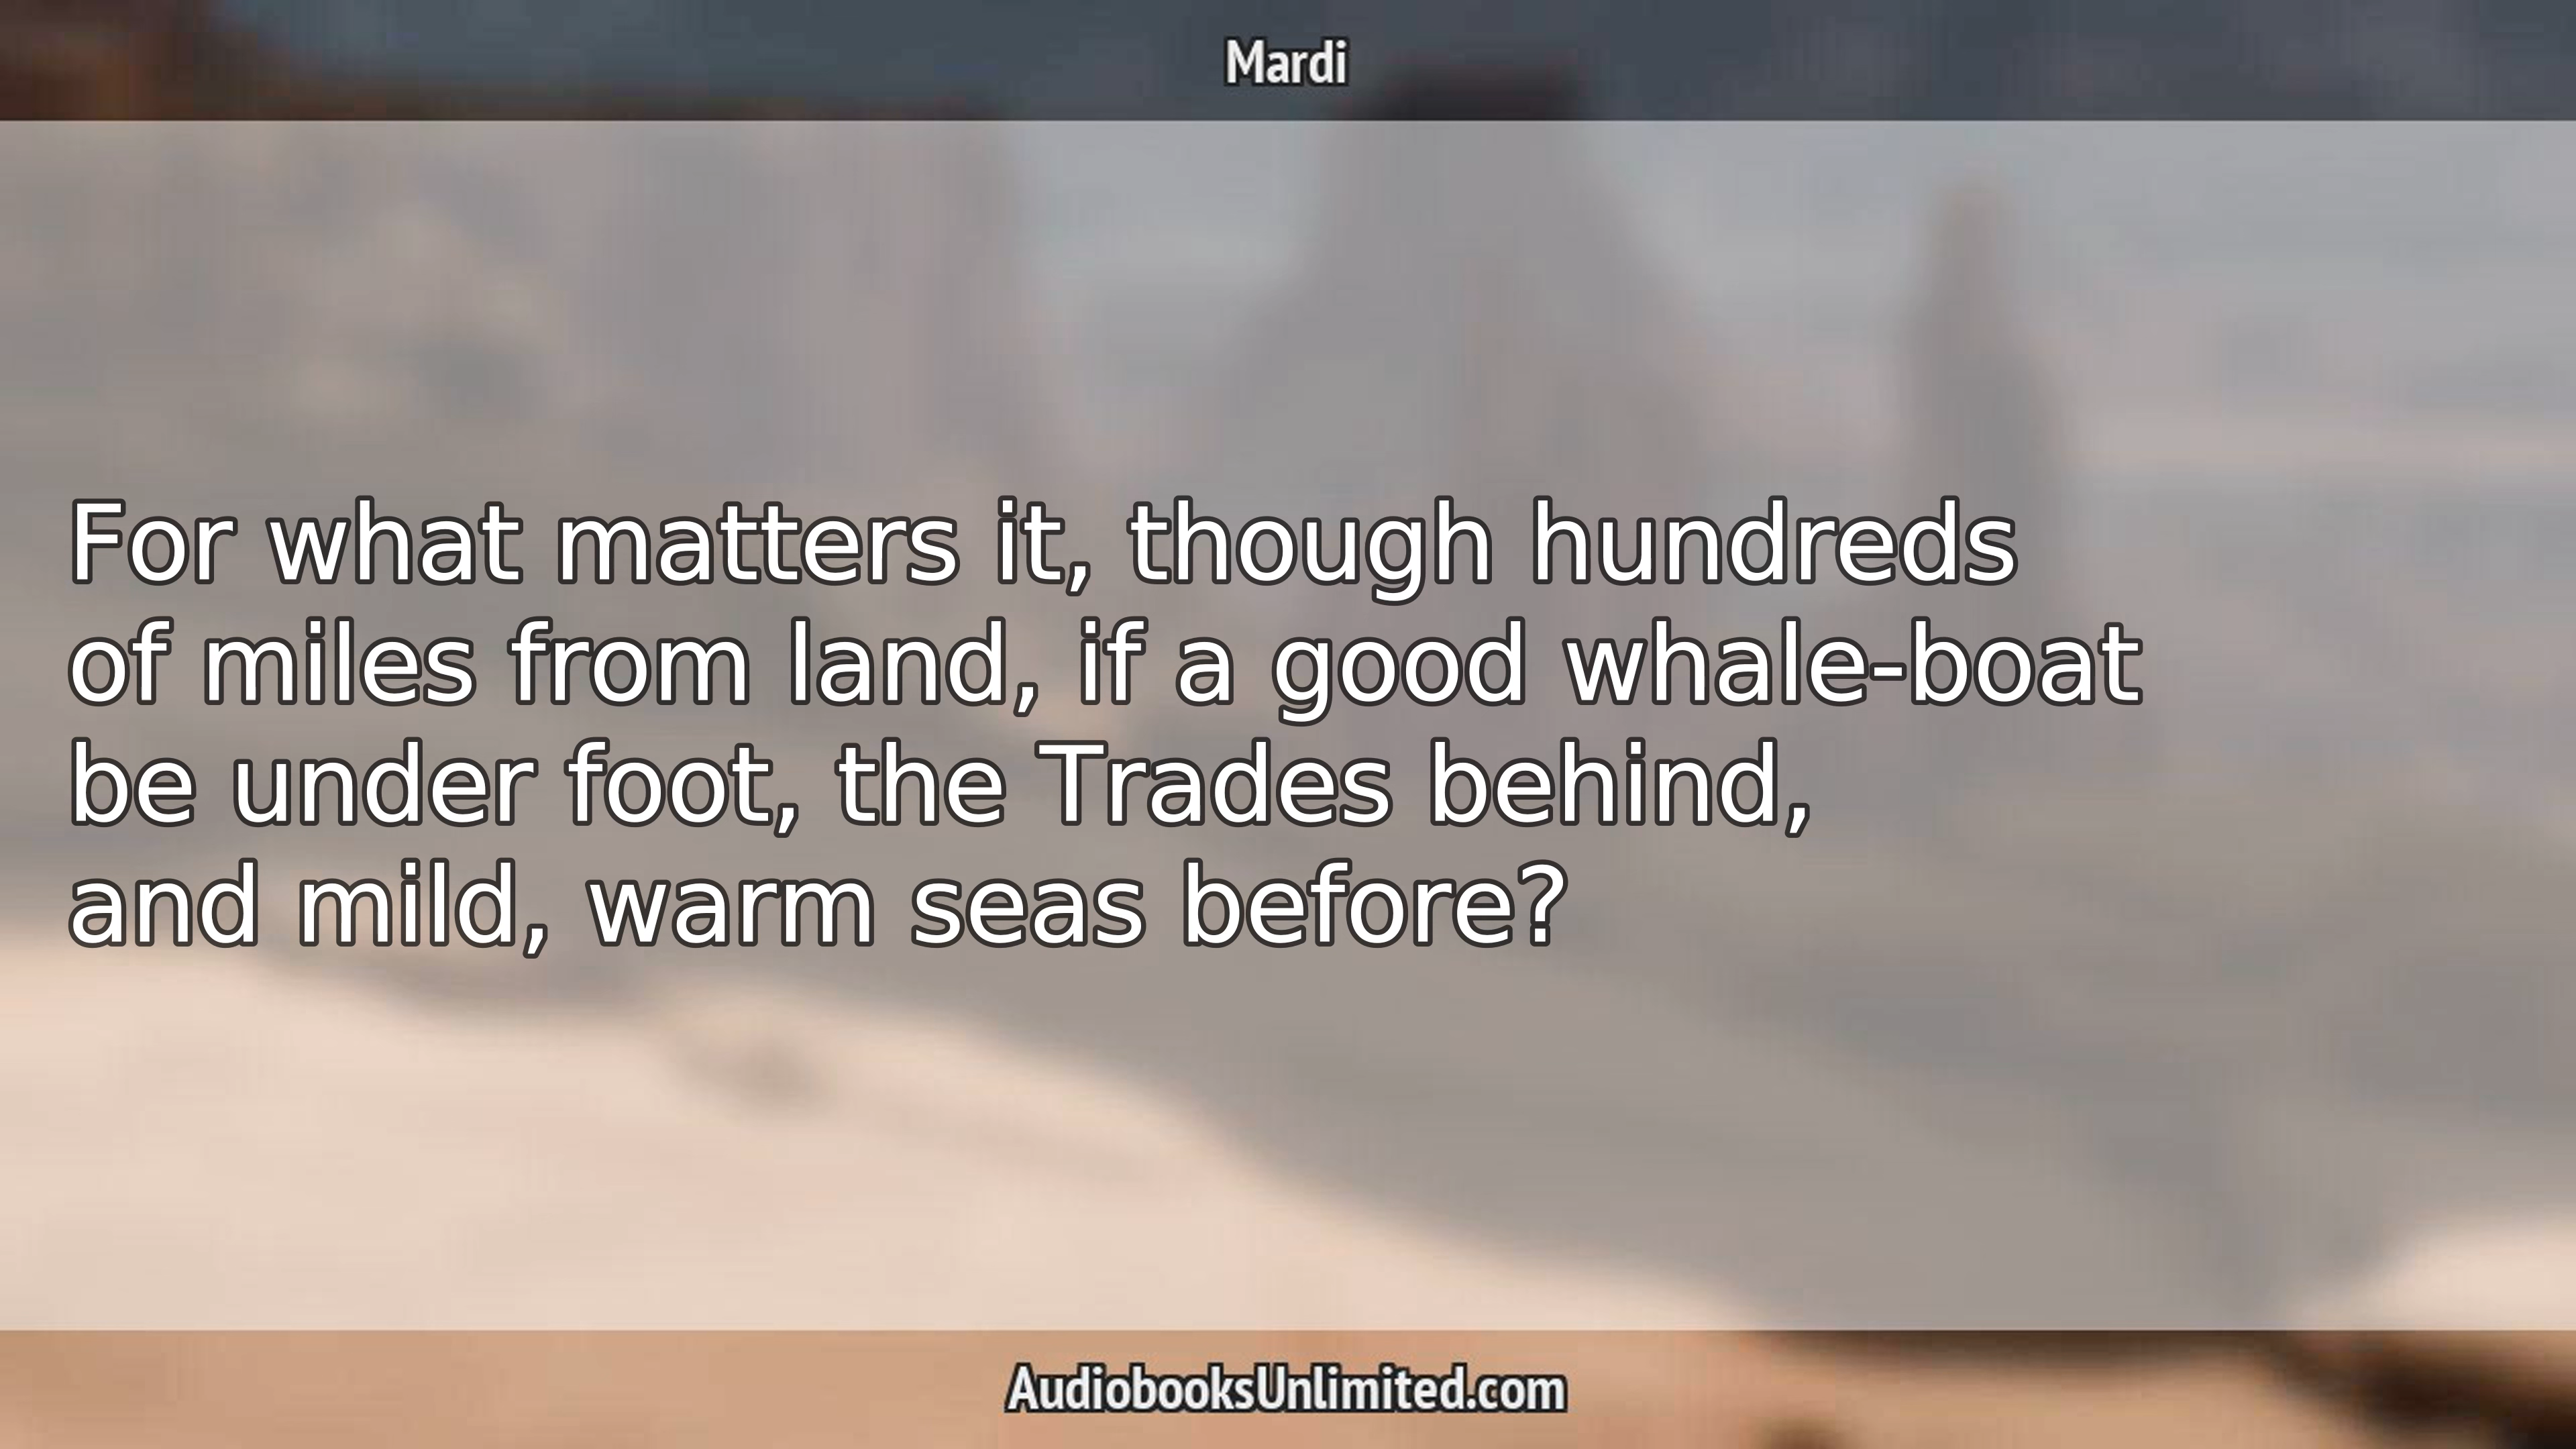 Mardi
For what matters it, though hundreds
of miles from land, if a good whale-boat
be under foot, the Trades behind,
and mild, warm seas before?
AudiobooksUnlimited.com